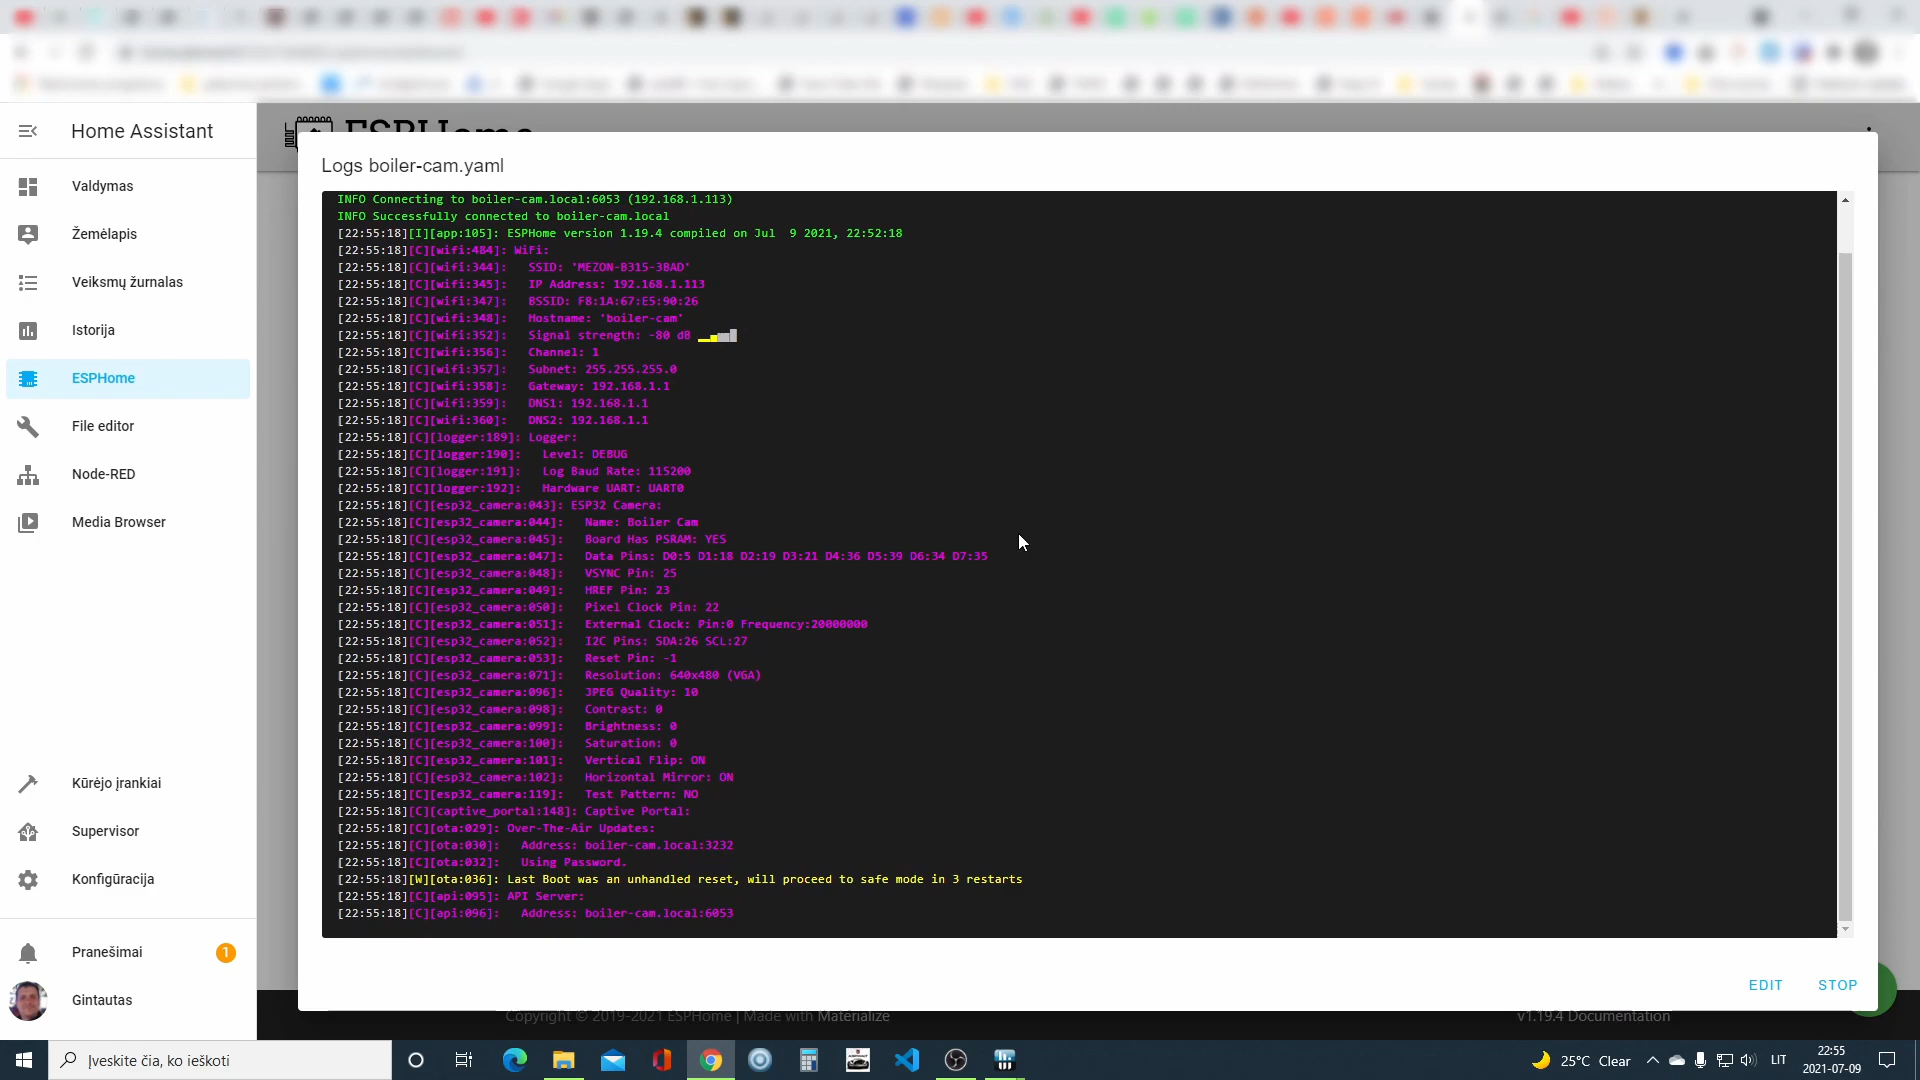 Home Assistant
ESPHome
Valdymas
Žemėlapis
Veiksmų žurnalas
Istorija
ESPHome
File editor
Node-RED
Media Browser
Kūrėjo įrankiai
Supervisor
Konfigūracija
Pranešimai
1
Gintautas
Logs boiler-cam.yaml
INFO Connecting to boiler-cam.local:6053 (192.168.1.113)
INFO Successfully connected to boiler-cam.local
[22:55:18][I][app:105]: ESPHome version 1.19.4 compiled on Jul  9 2021, 22:52:18
[22:55:18][C][wifi:484]: WiFi:
[22:55:18][C][wifi:344]:   SSID: 'MEZON-B315-3BAD'
[22:55:18][C][wifi:345]:   IP Address: 192.168.1.113
[22:55:18][C][wifi:347]:   BSSID: F8:1A:67:E5:90:26
[22:55:18][C][wifi:348]:   Hostname: 'boiler-cam'
[22:55:18][C][wifi:352]:   Signal strength: -80 dB
[22:55:18][C][wifi:356]:   Channel: 1
[22:55:18][C][wifi:357]:   Subnet: 255.255.255.0
[22:55:18][C][wifi:358]:   Gateway: 192.168.1.1
[22:55:18][C][wifi:359]:   DNS1: 192.168.1.1
[22:55:18][C][wifi:360]:   DNS2: 192.168.1.1
[22:55:18][C][logger:189]: Logger:
[22:55:18][C][logger:190]:   Level: DEBUG
[22:55:18][C][logger:191]:   Log Baud Rate: 115200
[22:55:18][C][logger:192]:   Hardware UART: UART0
[22:55:18][C][esp32_camera:043]: ESP32 Camera:
[22:55:18][C][esp32_camera:044]:   Name: Boiler Cam
[22:55:18][C][esp32_camera:045]:   Board Has PSRAM: YES
[22:55:18][C][esp32_camera:047]:   Data Pins: D0:5 D1:18 D2:19 D3:21 D4:36 D5:39 D6:34 D7:35
[22:55:18][C][esp32_camera:048]:   VSYNC Pin: 25
[22:55:18][C][esp32_camera:049]:   HREF Pin: 23
[22:55:18][C][esp32_camera:050]:   Pixel Clock Pin: 22
[22:55:18][C][esp32_camera:051]:   External Clock: Pin:0 Frequency:20000000
[22:55:18][C][esp32_camera:052]:   I2C Pins: SDA:26 SCL:27
[22:55:18][C][esp32_camera:053]:   Reset Pin: -1
[22:55:18][C][esp32_camera:071]:   Resolution: 640x480 (VGA)
[22:55:18][C][esp32_camera:096]:   JPEG Quality: 10
[22:55:18][C][esp32_camera:098]:   Contrast: 0
[22:55:18][C][esp32_camera:099]:   Brightness: 0
[22:55:18][C][esp32_camera:100]:   Saturation: 0
[22:55:18][C][esp32_camera:101]:   Vertical Flip: ON
[22:55:18][C][esp32_camera:102]:   Horizontal Mirror: ON
[22:55:18][C][esp32_camera:119]:   Test Pattern: NO
[22:55:18][C][captive_portal:148]: Captive Portal:
[22:55:18][C][ota:029]: Over-The-Air Updates:
[22:55:18][C][ota:030]:   Address: boiler-cam.local:3232
[22:55:18][C][ota:032]:   Using Password.
[22:55:18][W][ota:036]: Last Boot was an unhandled reset, will proceed to safe mode in 3 restarts
[22:55:18][C][api:095]: API Server:
[22:55:18][C][api:096]:   Address: boiler-cam.local:6053
EDIT
STOP
Copyright © 2019-2021 ESPHome | Made with Materialize
v1.19.4 Documentation
Įveskite čia, ko ieškoti
25°C Clear
LIT
22:55
2021-07-09